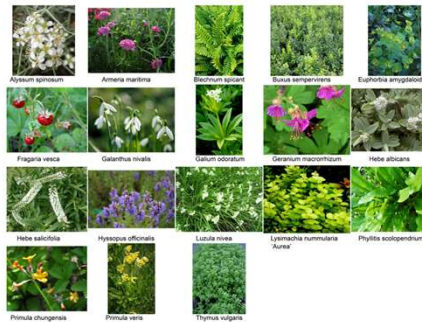 Alyssum spinosum
Armeria maritima
Blechnum spicant
Buxus sempervirens
Euphorbia amygdaloid
Fragaria vesca
Galanthus nivalis
Galium odoratum
Geranium macrorrhizum
Hebe albicans
Hebe salicifolia
Hyssopus officinalis
Luzula nivea
Lysimachia nummularia
'Aurea'
Phyllitis scolopendrium
Primula chungensis
Primula veris
Thymus vulgaris